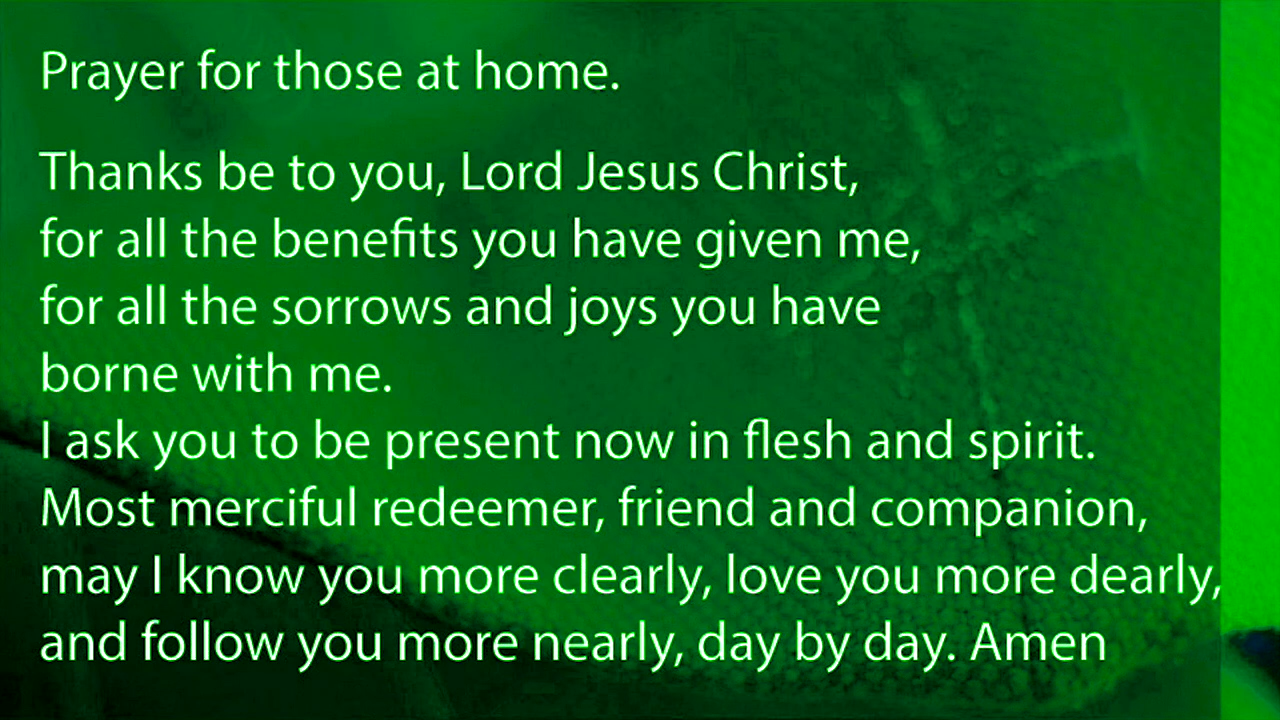 Prayer for those at home.
Thanks be to you, Lord Jesus Christ,
for all the benefits you have given me,
for all the sorrows and joys you have
borne with me.
I ask you to be present now in flesh and spirit.
Most merciful redeemer, friend and companion,
may I know you more clearly, love you more dearly,
and follow you more nearly, day by day. Amen